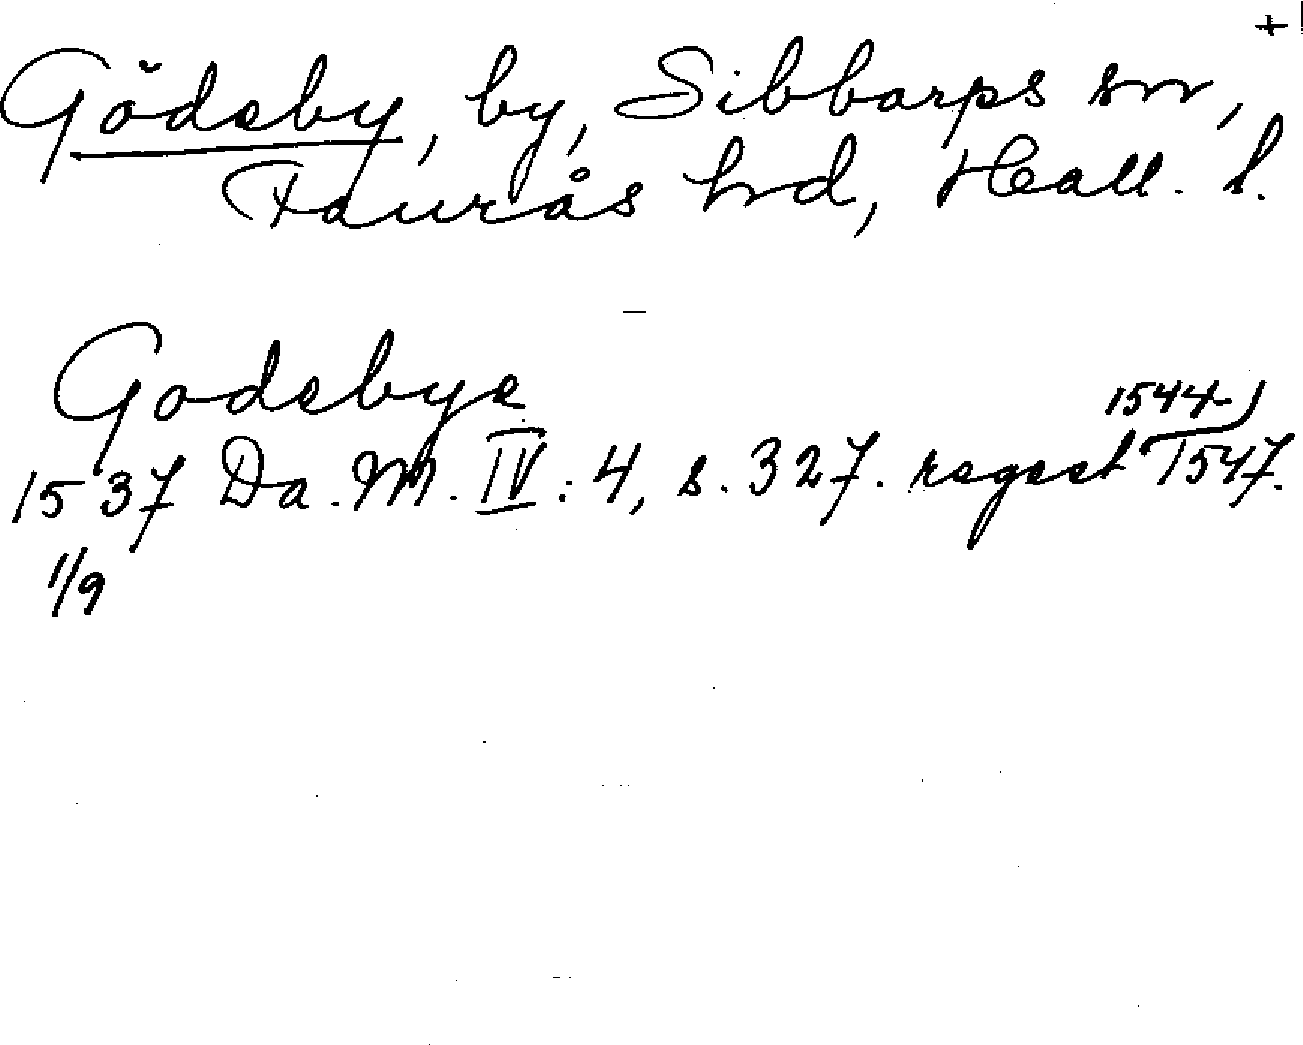 +
Gödeby, by, Sibbarps sn,
Faurås hd, Hall. l.
Godebye
1544
1537 Da. M. IV: 4, s. 327. regest 1547.
1/9